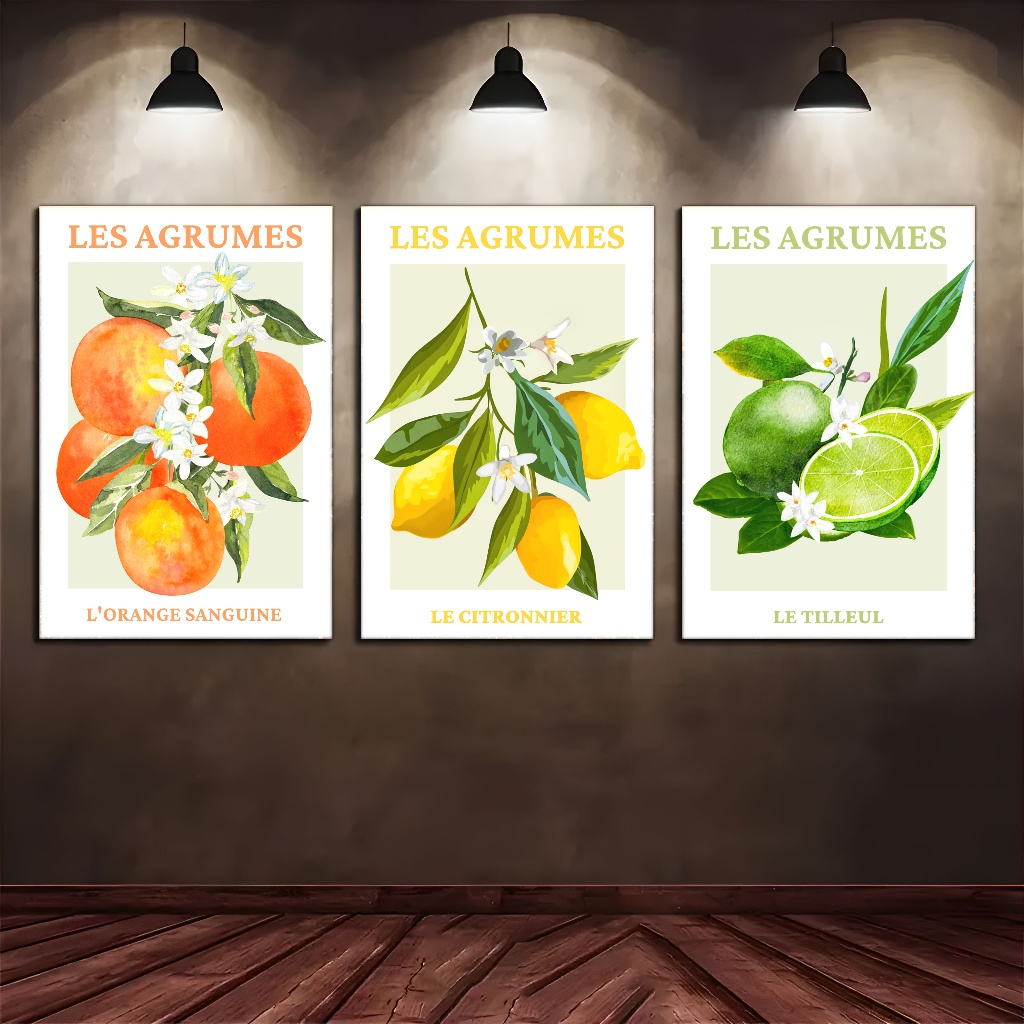 LES AGRUMES
L'ORANGE SANGUINE
LES AGRUMES
LE CITRONNIER
LES AGRUMES
LE TILLEUL